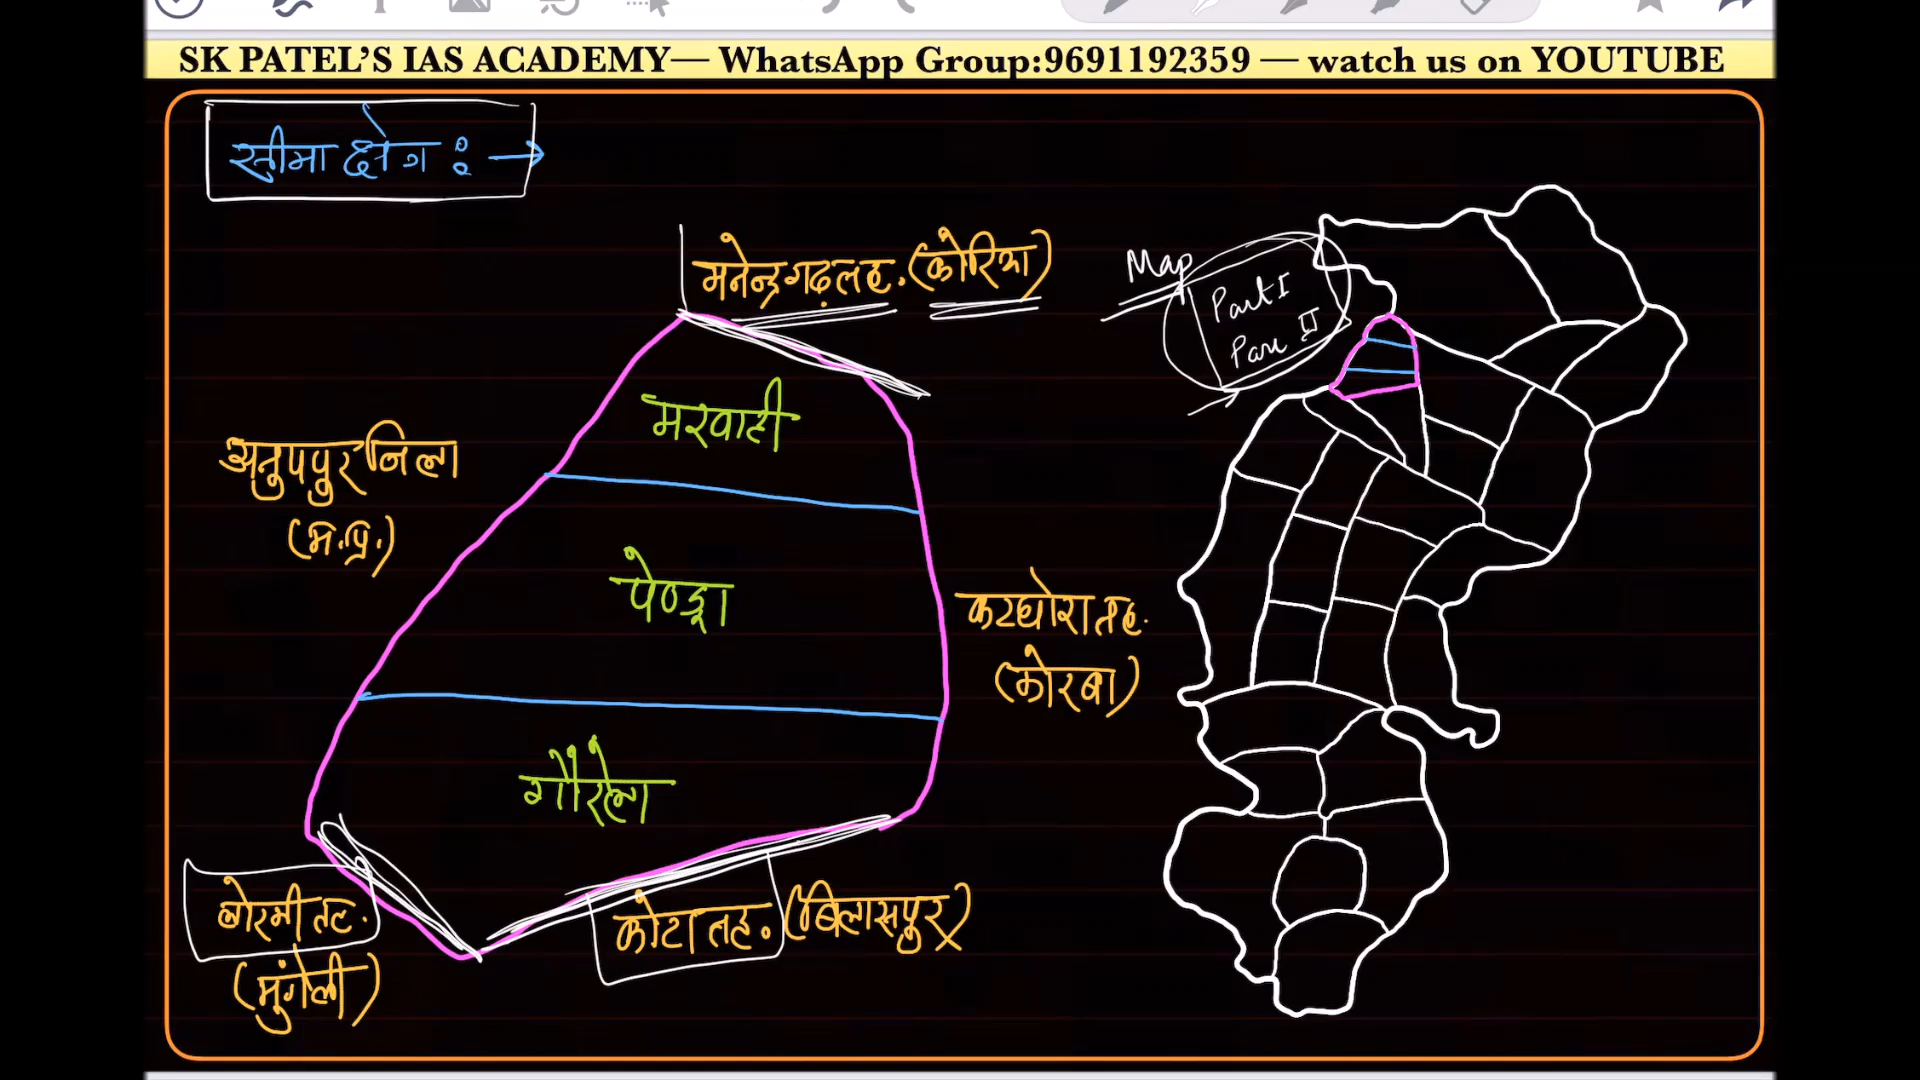 SK PATEL'S IAS ACADEMY— WhatsApp Group:9691192359 — watch us on YOUTUBE
सीमा क्षेत्र :→
मनेन्द्रगढ़ तह. (कोरिया)
Map
Part I
Part II
मरवाही
अनुपपुर जिला
(म.प्र.)
पेण्ड्रा
कटघोरा तह.
(कोरबा)
गौरेला
लोरमी तह.
(मुंगेली)
कोटा तह. (बिलासपुर)